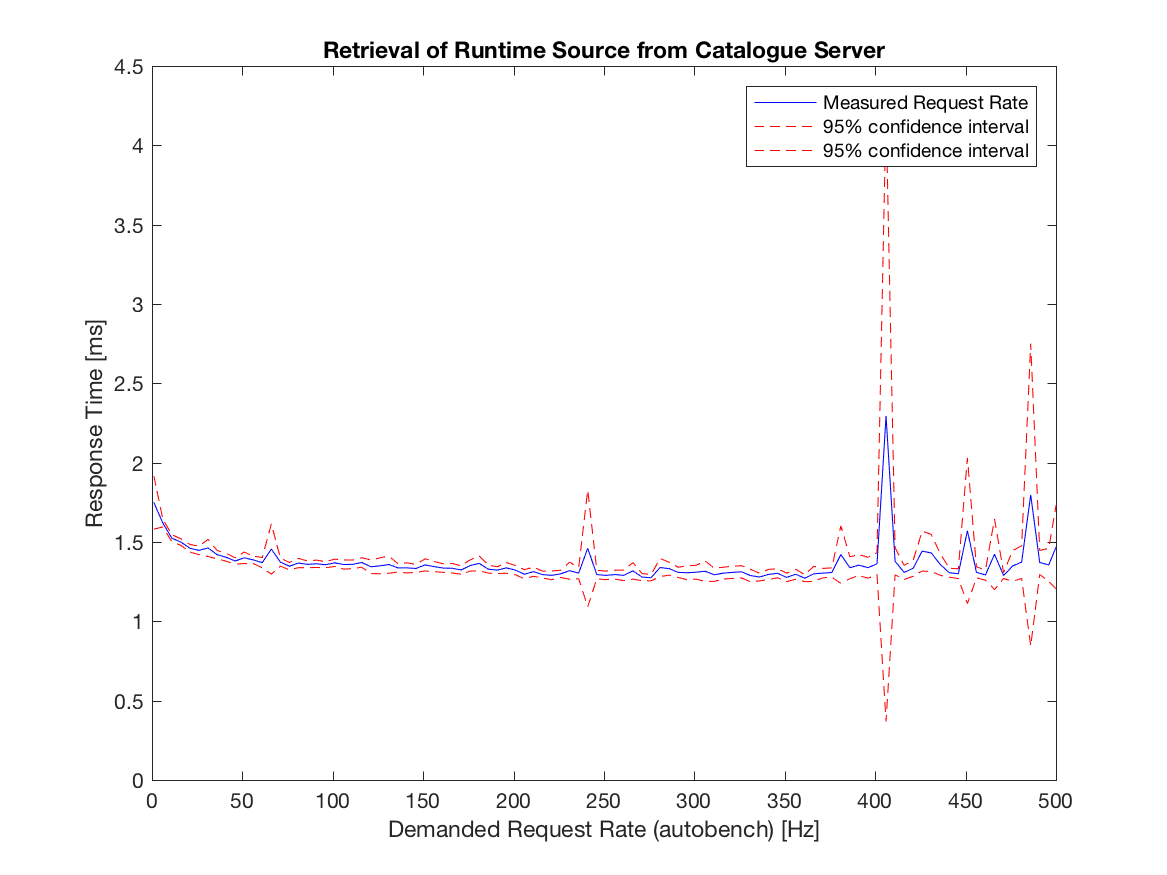 Retrieval of Runtime Source from Catalogue Server
4.5
4
3.5
3
2.5
2
1.5
1
0.5
0
Response Time [ms]
Measured Request Rate
95% confidence interval
95% confidence interval
0 50 100 150 200 250 300 350 400 450 500
Demanded Request Rate (autobench) [Hz]